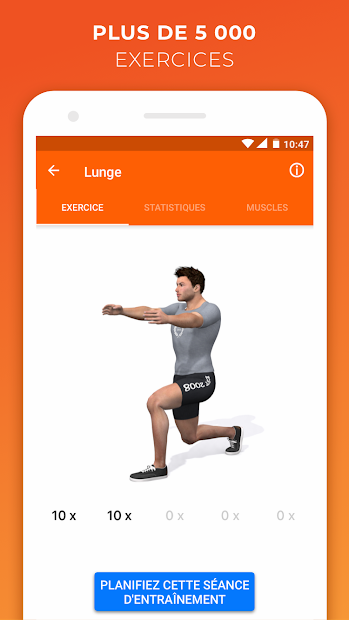 PLUS DE 5 000
EXERCICES
10:47
Lunge
EXERCICE STATISTIQUES MUSCLES
10 x 10 x 0 x 0 x 0 x
PLANIFIEZ CETTE SÉANCE
D'ENTRAÎNEMENT